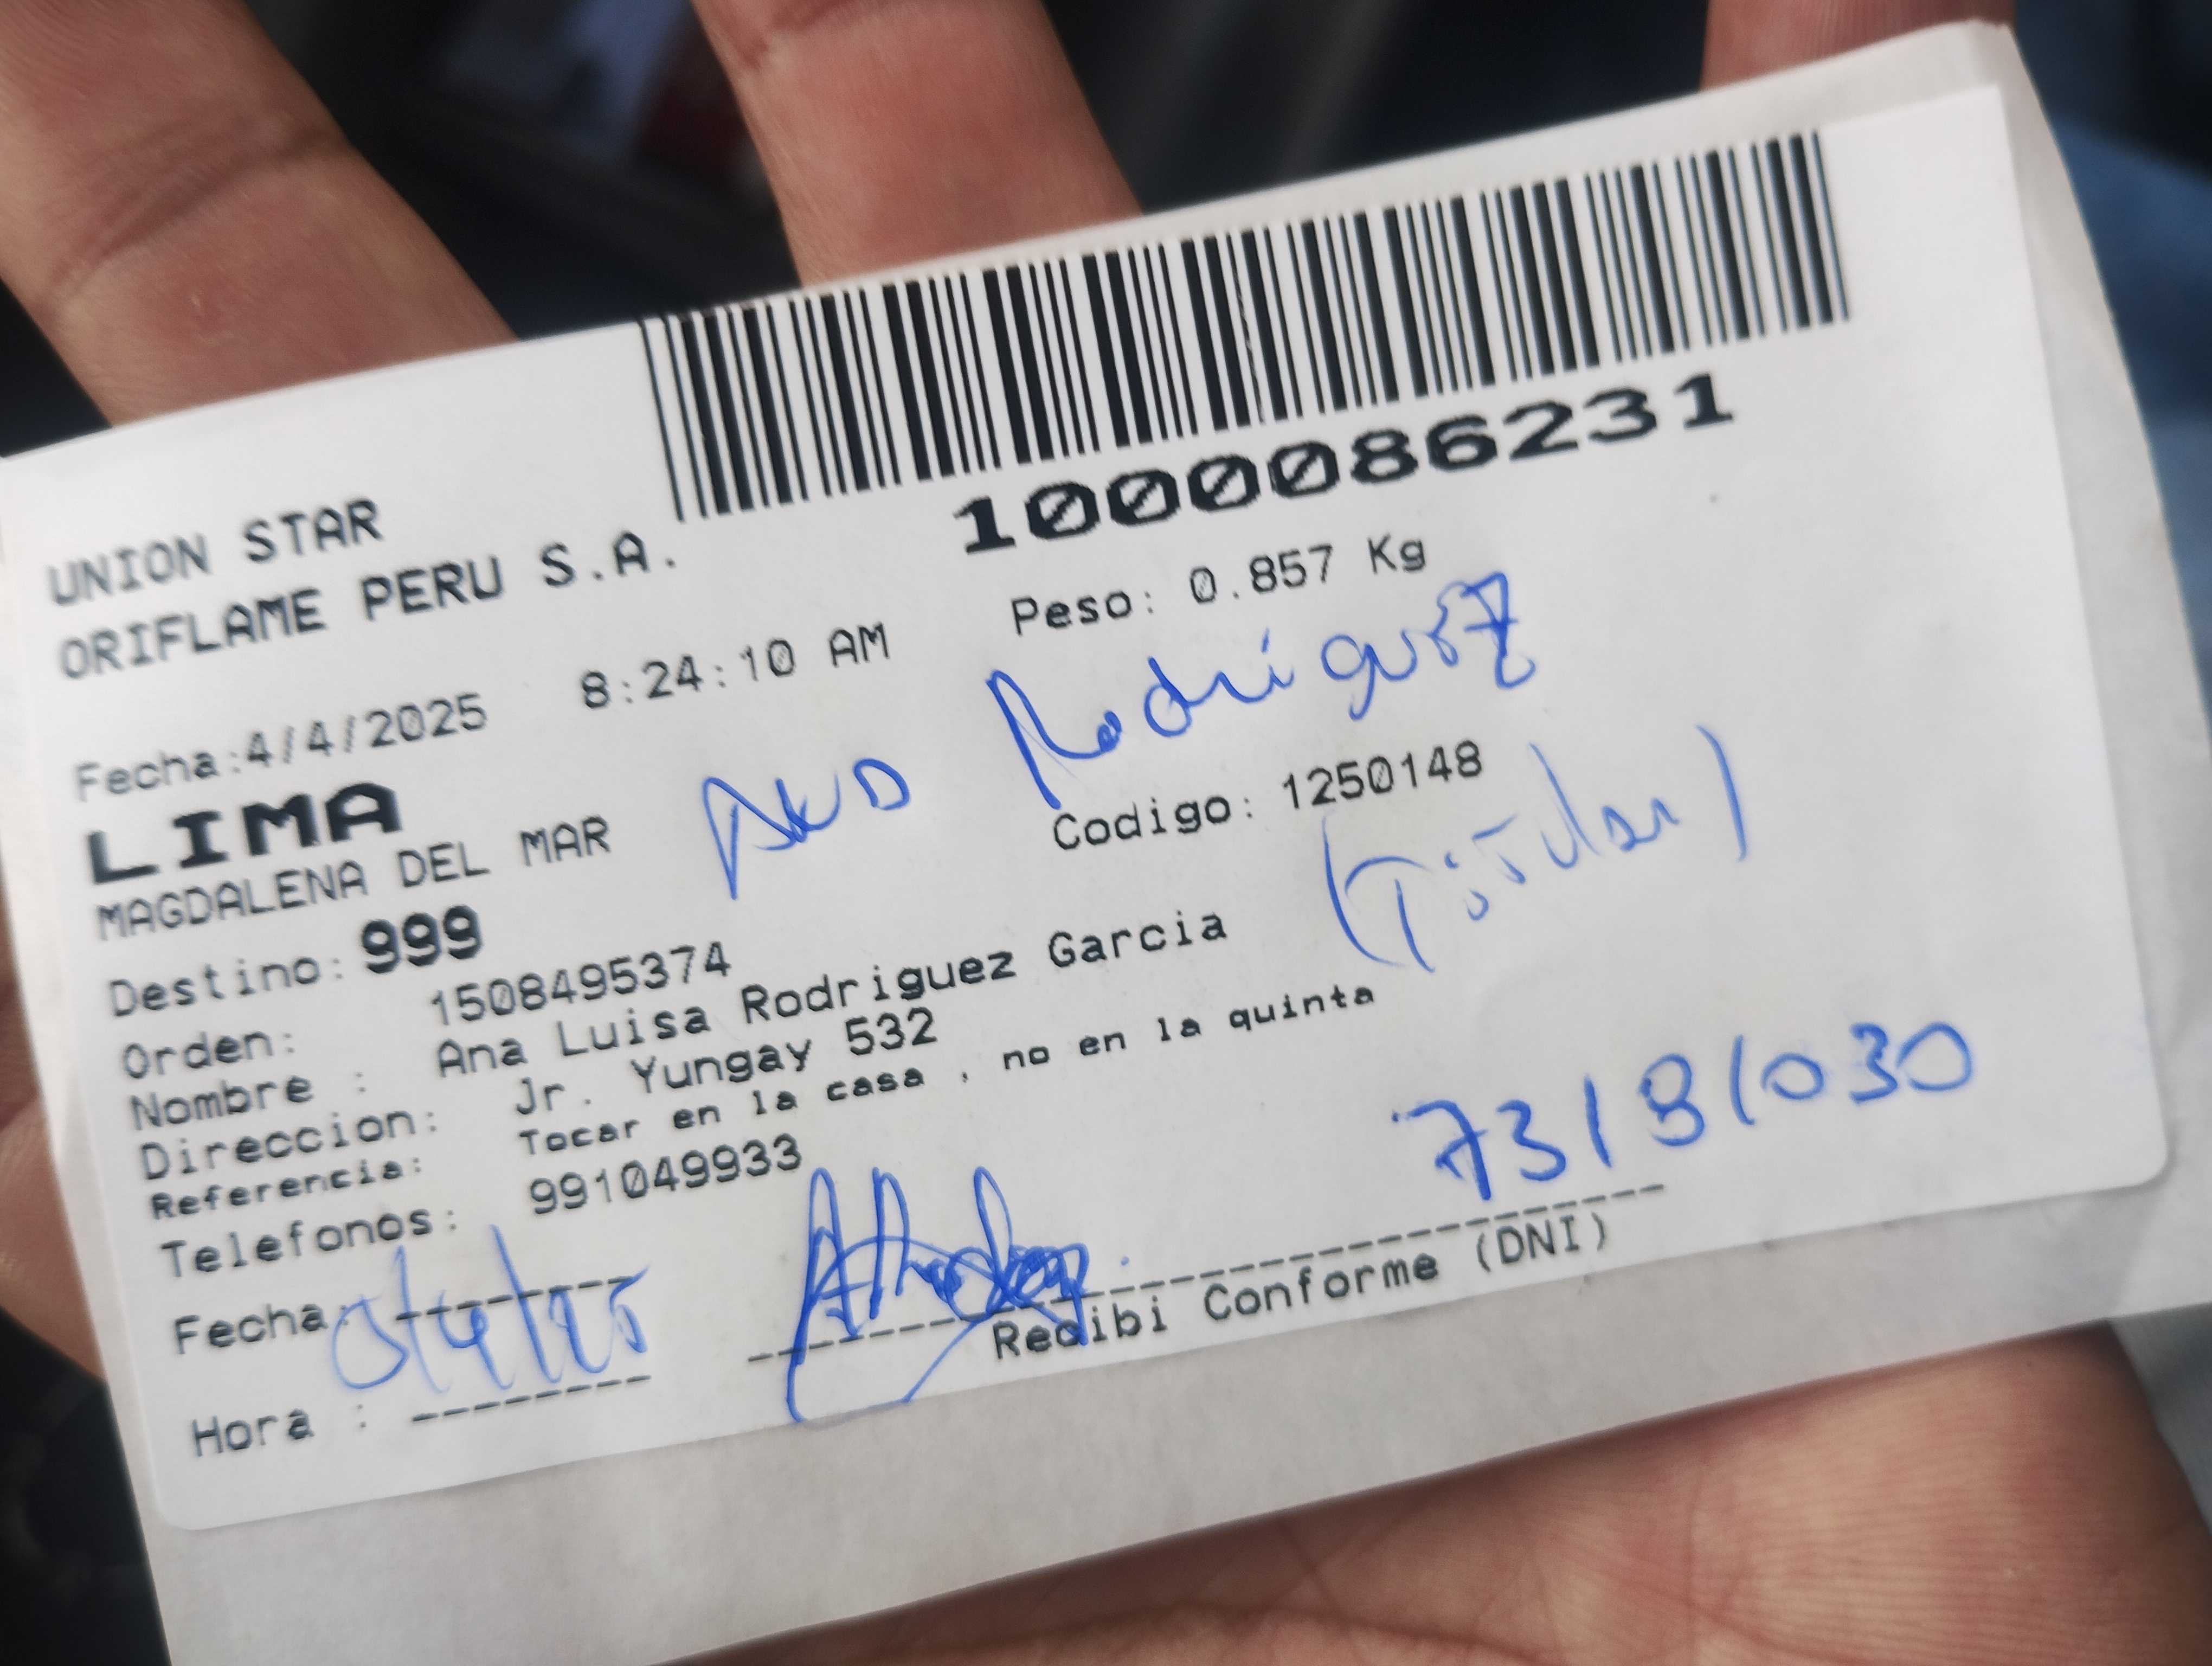 1000086231
UNION STAR
ORIFLAME PERU S.A.
Peso: 0.857 Kg
Fecha:4/4/2025 8:24:10 AM
Rodriguez
LIMA
MAGDALENA DEL MAR
Codigo: 1250148
(Titular)
Destino: 999
Orden: 1508495374
Nombre : Ana Luisa Rodriguez Garcia
Direccion: Jr. Yungay 532
Referencia: Tocar en la casa , no en la quinta
Telefonos: 991049933
73181030
Fecha:
Recibi Conforme (DNI)
Hora :